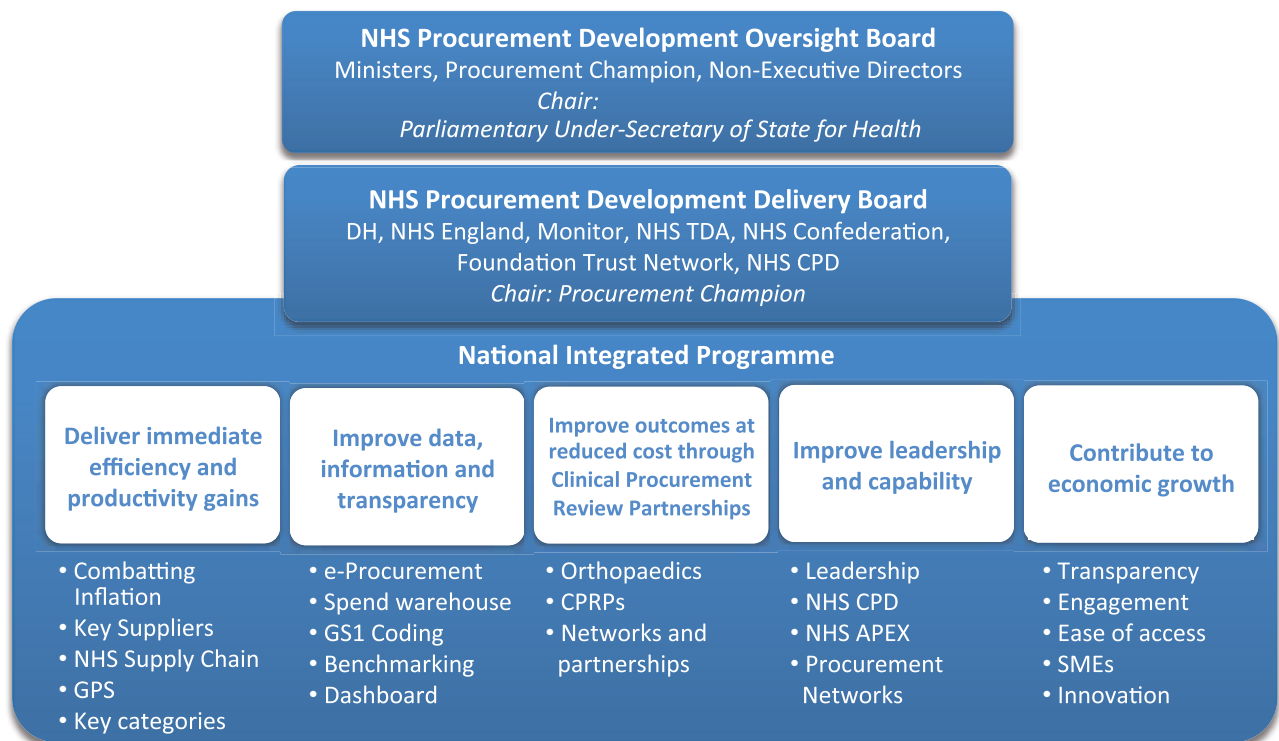 NHS Procurement Development Oversight Board
Ministers, Procurement Champion, Non-Executive Directors
Chair:
Parliamentary Under-Secretary of State for Health
NHS Procurement Development Delivery Board
DH, NHS England, Monitor, NHS TDA, NHS Confederation,
Foundation Trust Network, NHS CPD
Chair: Procurement Champion
National Integrated Programme
Deliver immediate
efficiency and
productivity gains
• Combatting
Inflation
• Key Suppliers
• NHS Supply Chain
• GPS
• Key categories
Improve data,
information and
transparency
• e-Procurement
• Spend warehouse
• GS1 Coding
• Benchmarking
• Dashboard
Improve outcomes at
reduced cost through
Clinical Procurement
Review Partnerships
• Orthopaedics
• CPRPs
• Networks and
partnerships
Improve leadership
and capability
• Leadership
• NHS CPD
• NHS APEX
• Procurement
Networks
Contribute to
economic growth
• Transparency
• Engagement
• Ease of access
• SMEs
• Innovation